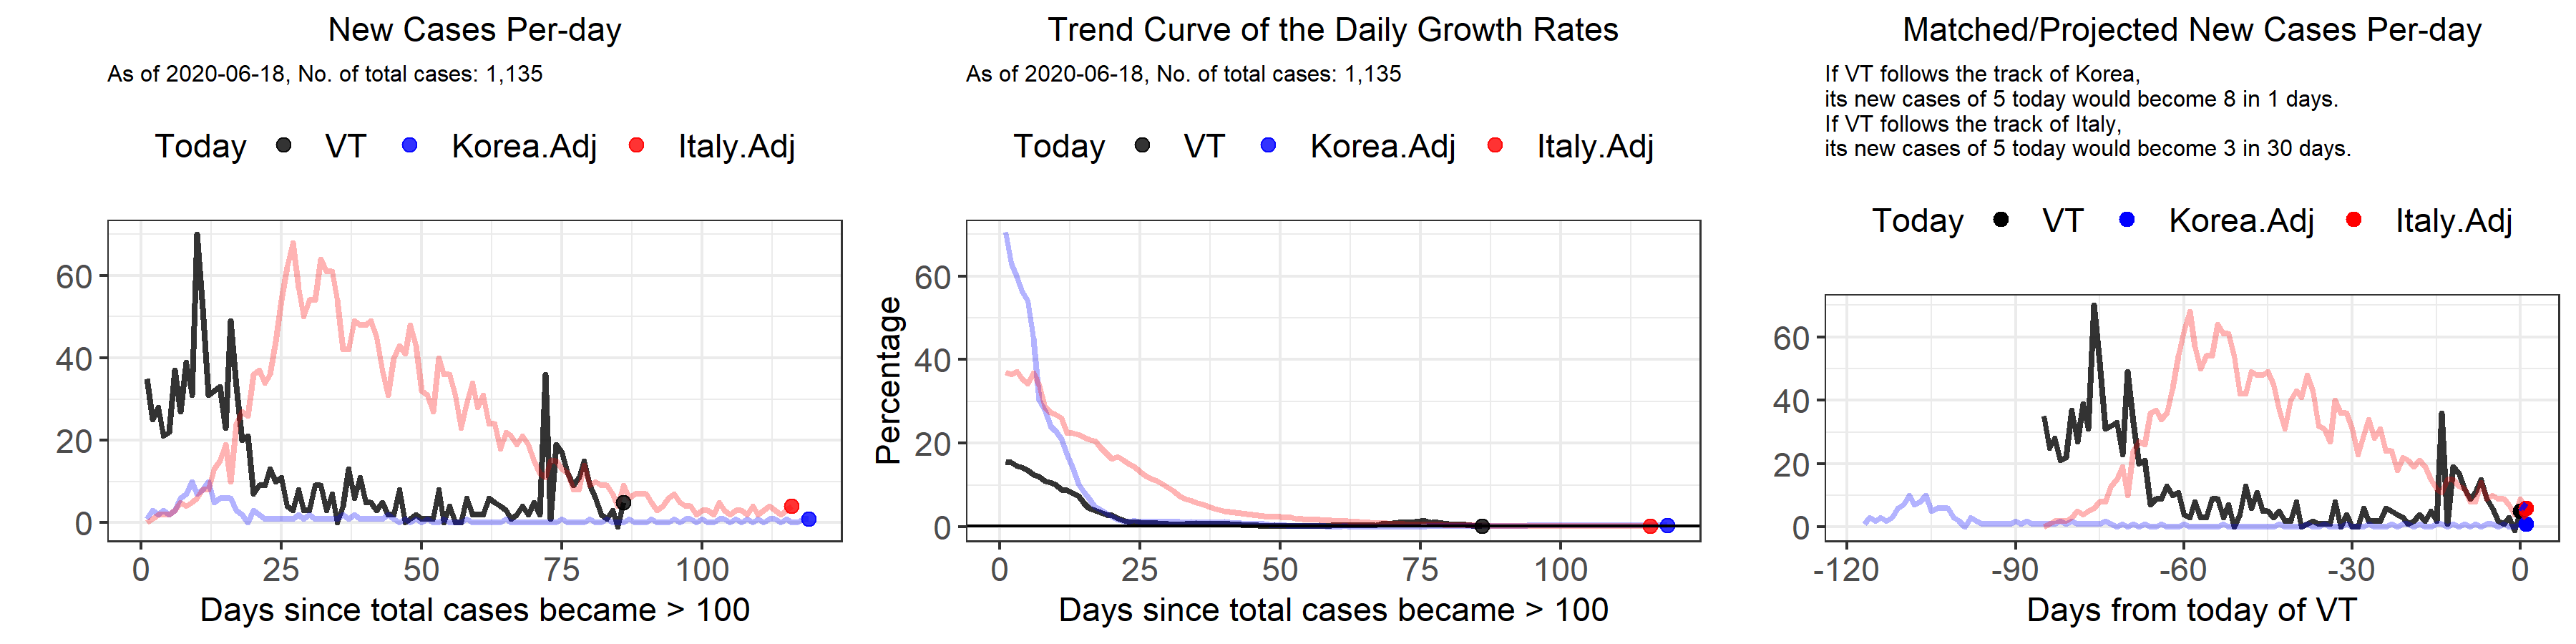 New Cases Per-day
As of 2020-06-18, No. of total cases: 1,135
Today VT Korea.Adj Italy.Adj
60
40
20
0
0 25 50 75 100
Days since total cases became > 100
Trend Curve of the Daily Growth Rates
As of 2020-06-18, No. of total cases: 1,135
Today VT Korea.Adj Italy.Adj
Percentage
60
40
20
0
0 25 50 75 100
Days since total cases became > 100
Matched/Projected New Cases Per-day
If VT follows the track of Korea,
its new cases of 5 today would become 8 in 1 days.
If VT follows the track of Italy,
its new cases of 5 today would become 3 in 30 days.
Today VT Korea.Adj Italy.Adj
60
40
20
0
-120 -90 -60 -30 0
Days from today of VT